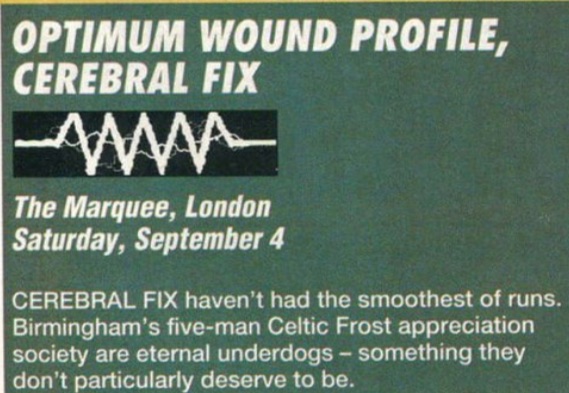 OPTIMUM WOUND PROFILE,
CEREBRAL FIX
The Marquee, London
Saturday, September 4
CEREBRAL FIX haven't had the smoothest of runs.
Birmingham's five-man Celtic Frost appreciation
society are eternal underdogs – something they
don't particularly deserve to be.